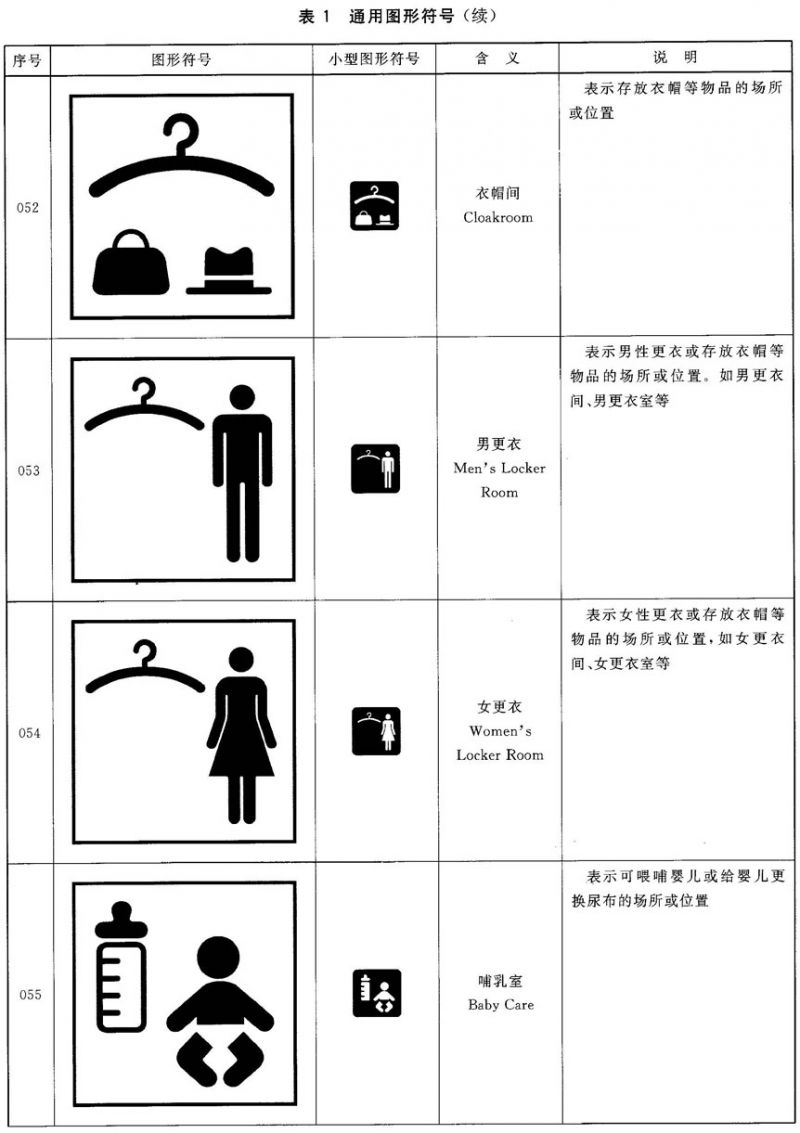 表 1 通用图形符号(续)
序号 图形符号 小型图形符号 含 义 说 明
052
衣帽间
Cloakroom
表示存放衣帽等物品的场所
或位置
053
男更衣
Men's Locker
Room
表示男性更衣或存放衣帽等
物品的场所或位置。如男更衣
间、男更衣室等
054
女更衣
Women's
Locker Room
表示女性更衣或存放衣帽等
物品的场所或位置,如女更衣
间、女更衣室等
055
哺乳室
Baby Care
表示可喂哺婴儿或给婴儿更
换尿布的场所或位置